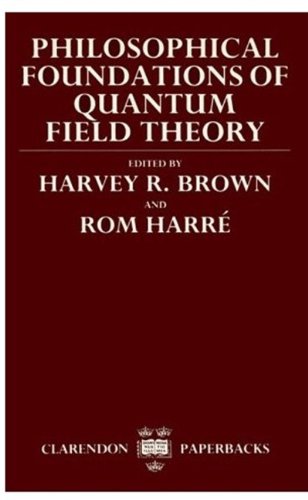 PHILOSOPHICAL
FOUNDATIONS OF
QUANTUM
FIELD THEORY
EDITED BY
HARVEY R. BROWN
AND
ROM HARRÉ
CLARENDON PAPERBACKS